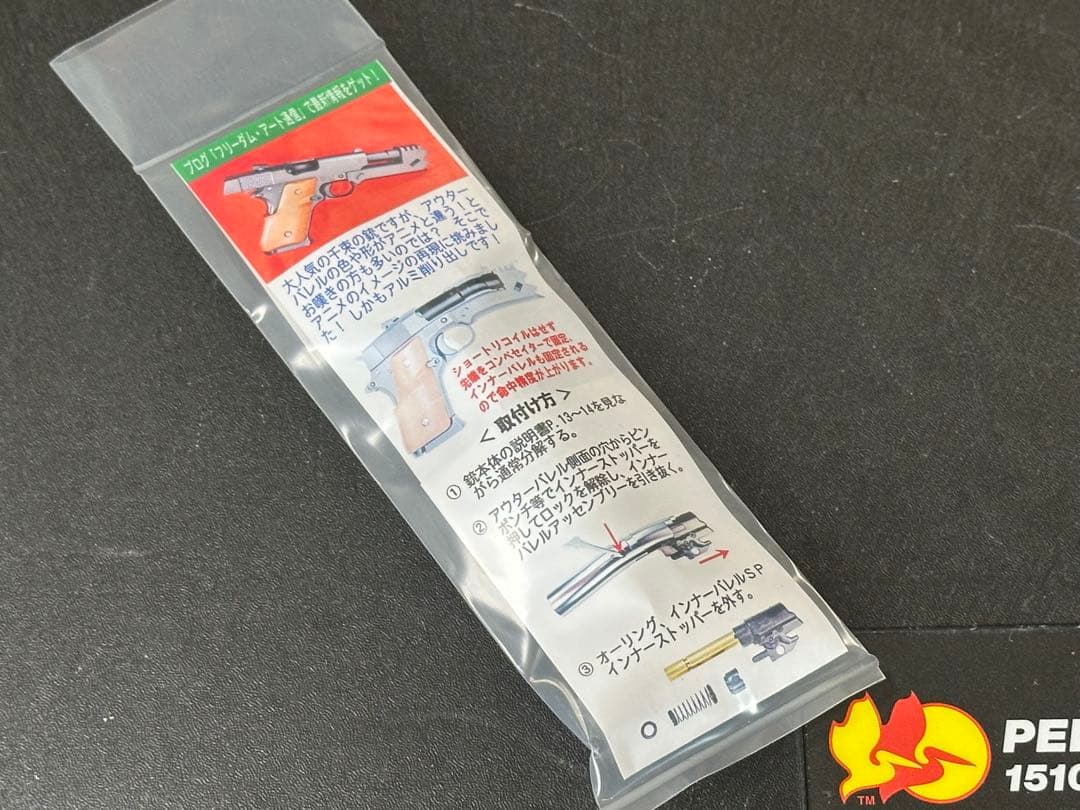 ブログ「フリーダム・アート通信」で最新情報をゲット!
大人気の千束の銃ですが、アウター
バレルの色や形がアニメと違う!と
お嘆きの方も多いのでは? そこで
アニメのイメージの再現に挑みまし
た! しかもアルミ削り出しです!
ショートリコイルはせず
先端をコンペセイターで固定、
インナーバレルも固定される
ので命中精度が上がります。
< 取付け方 >
① 銃本体の説明書P.13〜14を見な
がら通常分解する。
② アウターバレル側面の穴からピン
ポンチ等でインナーストッパーを
押してロックを解除し、インナー
バレルアッセンブリーを引き抜く。
③ オーリング、インナーバレルSP
インナーストッパーを外す。
TM
1510